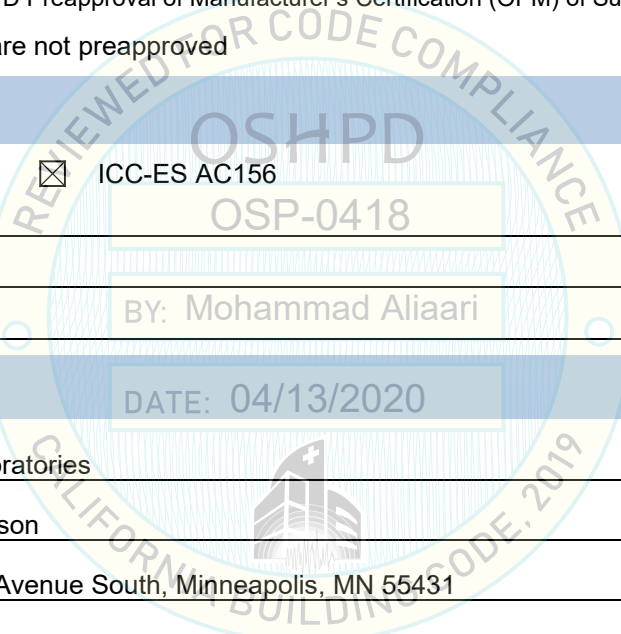 D Preapproval of Manufacturer's Certification (OPM) of Su
are not preapproved
REVIEWED FOR CODE COMPLIANCE
OSHPD
ICC-ES AC156
OSP-0418
BY: Mohammad Aliaari
DATE: 04/13/2020
oratories
son
Avenue South, Minneapolis, MN 55431
CALIFORNIA BUILDING CODE, 2019